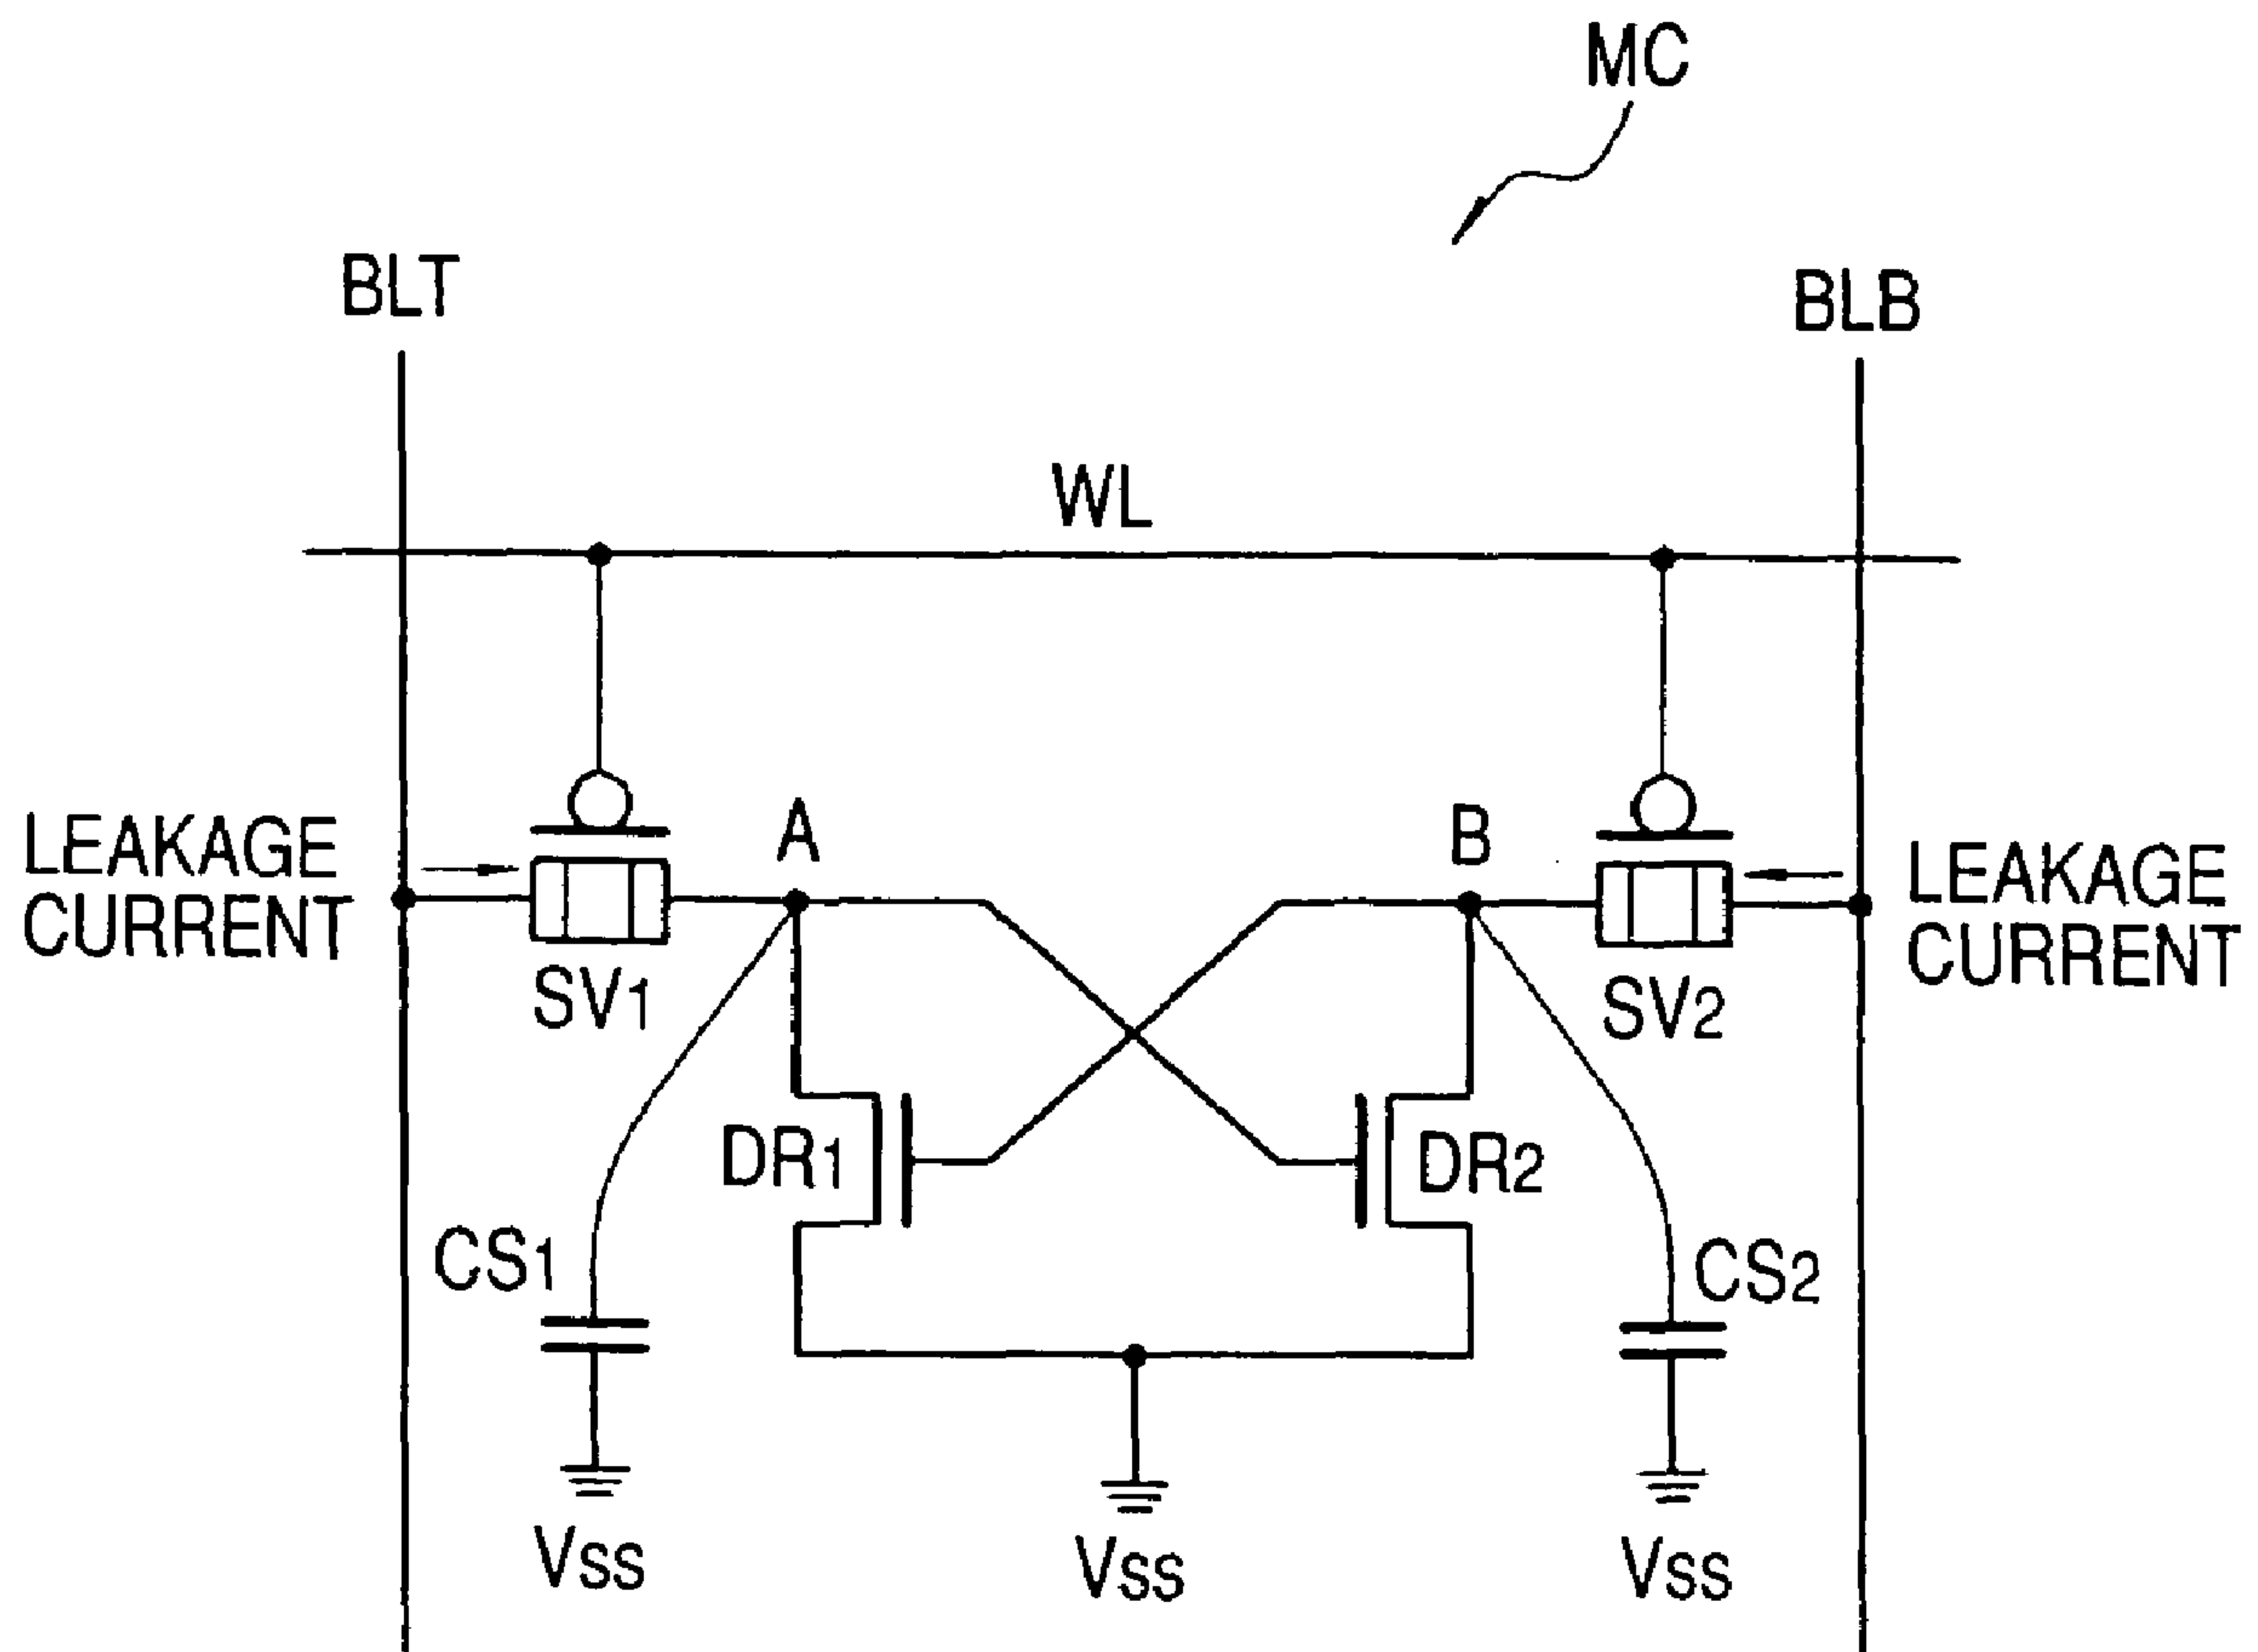 MC
BLT
BLB
WL
LEAKAGE
CURRENT
A
B
LEAKAGE
CURRENT
SV1
SV2
DR1
DR2
CS1
CS2
Vss
Vss
Vss